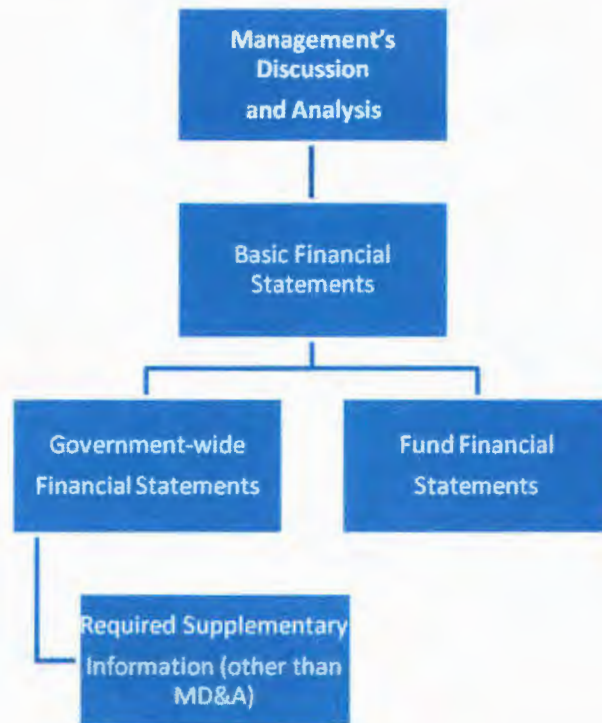 Management's
Discussion
and Analysis
Basic Financial
Statements
Government-wide
Financial Statements
Fund Financial
Statements
Required Supplementary
Information (other than
MD&A)